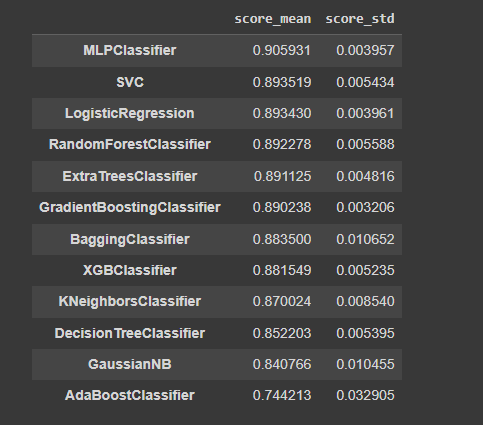 score_mean score_std
MLPClassifier 0.905931 0.003957
SVC 0.893519 0.005434
LogisticRegression 0.893430 0.003961
RandomForestClassifier 0.892278 0.005588
ExtraTreesClassifier 0.891125 0.004816
GradientBoostingClassifier 0.890238 0.003206
BaggingClassifier 0.883500 0.010652
XGBClassifier 0.881549 0.005235
KNeighborsClassifier 0.870024 0.008540
DecisionTreeClassifier 0.852203 0.005395
GaussianNB 0.840766 0.010455
AdaBoostClassifier 0.744213 0.032905